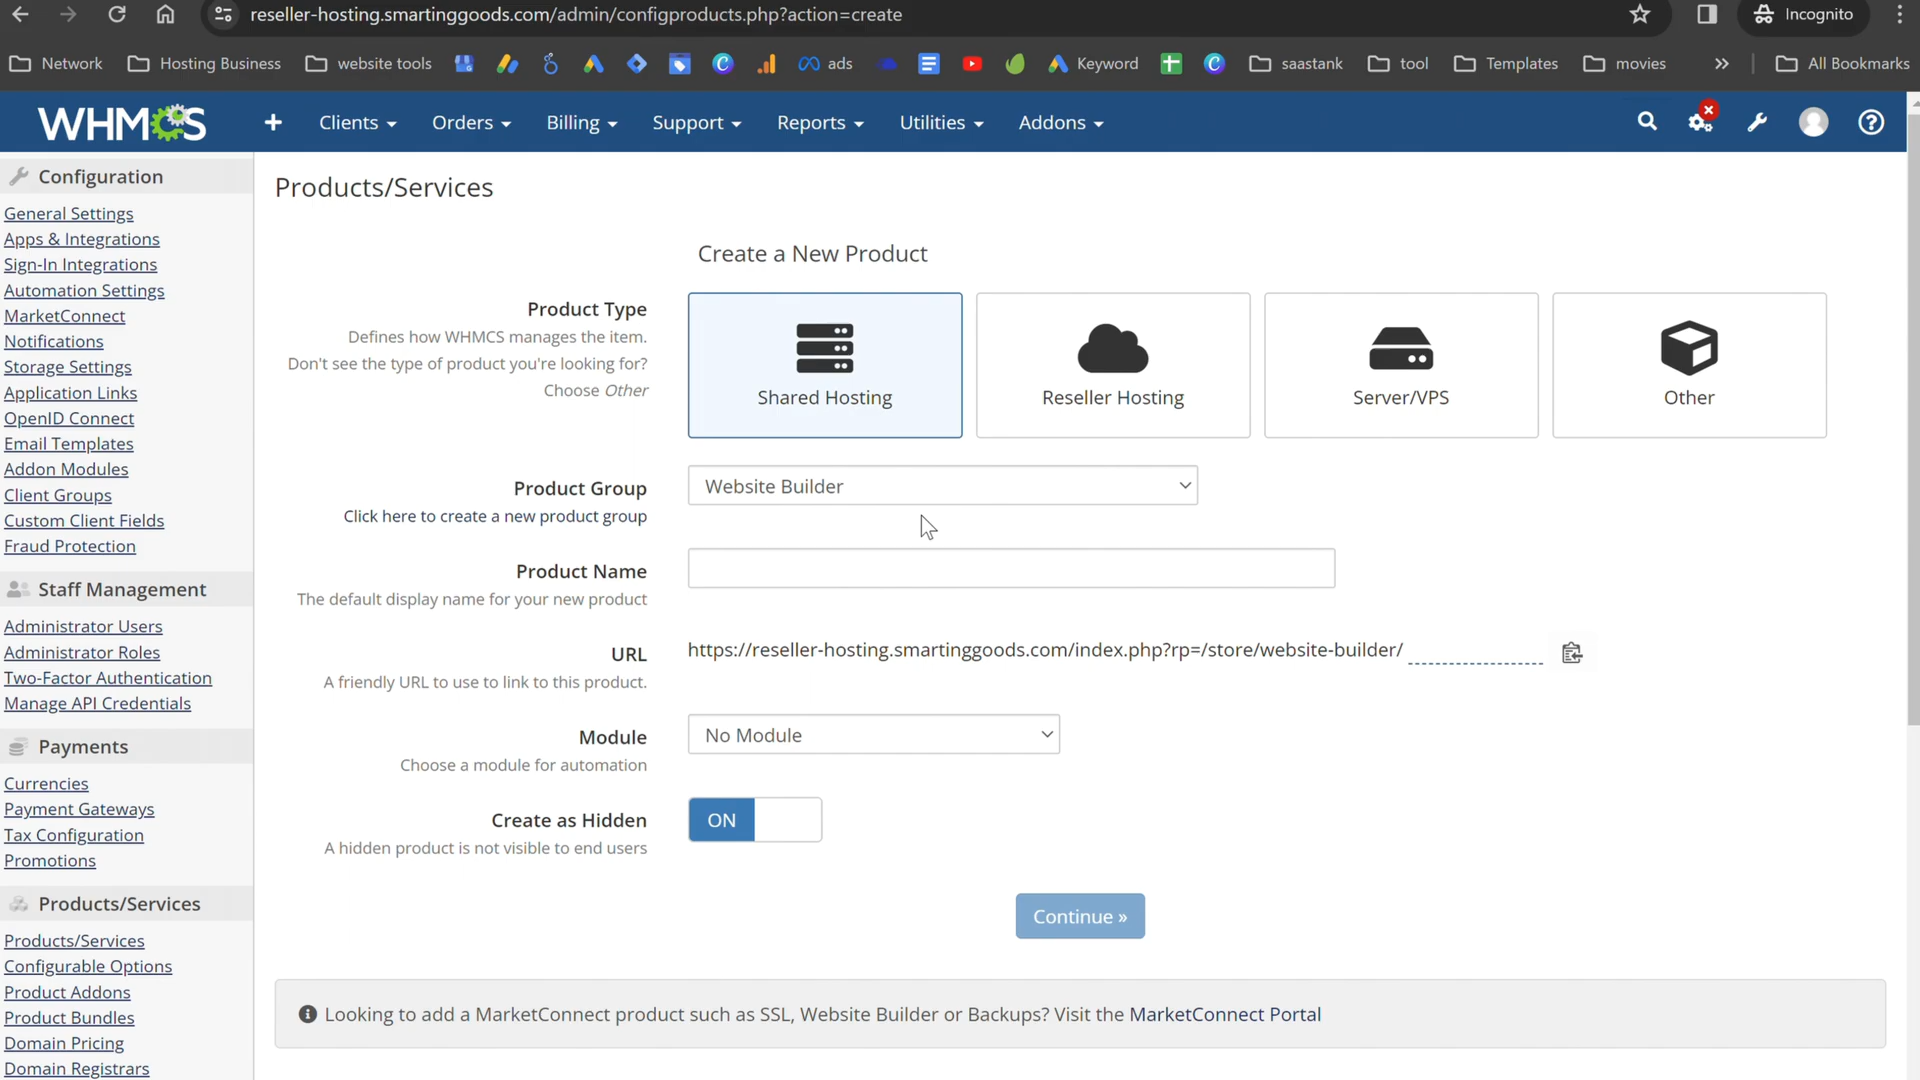 reseller-hosting.smartinggoods.com/admin/configproducts.php?action=create
Incognito
Network
Hosting Business
website tools
ads
Keyword
saastank
tool
Templates
movies
»
All Bookmarks
WHMCS
Clients
Orders
Billing
Support
Reports
Utilities
Addons
Configuration
General Settings
Apps & Integrations
Sign-In Integrations
Automation Settings
MarketConnect
Notifications
Storage Settings
Application Links
OpenID Connect
Email Templates
Addon Modules
Client Groups
Custom Client Fields
Fraud Protection
Staff Management
Administrator Users
Administrator Roles
Two-Factor Authentication
Manage API Credentials
Payments
Currencies
Payment Gateways
Tax Configuration
Promotions
Products/Services
Products/Services
Configurable Options
Product Addons
Product Bundles
Domain Pricing
Domain Registrars
Products/Services
Create a New Product
Product Type
Defines how WHMCS manages the item.
Don't see the type of product you're looking for?
Choose Other
Shared Hosting
Reseller Hosting
Server/VPS
Other
Product Group
Click here to create a new product group
Website Builder
Product Name
The default display name for your new product
URL
A friendly URL to use to link to this product.
https://reseller-hosting.smartinggoods.com/index.php?rp=/store/website-builder/
Module
Choose a module for automation
No Module
Create as Hidden
A hidden product is not visible to end users
ON
Continue »
Looking to add a MarketConnect product such as SSL, Website Builder or Backups? Visit the MarketConnect Portal